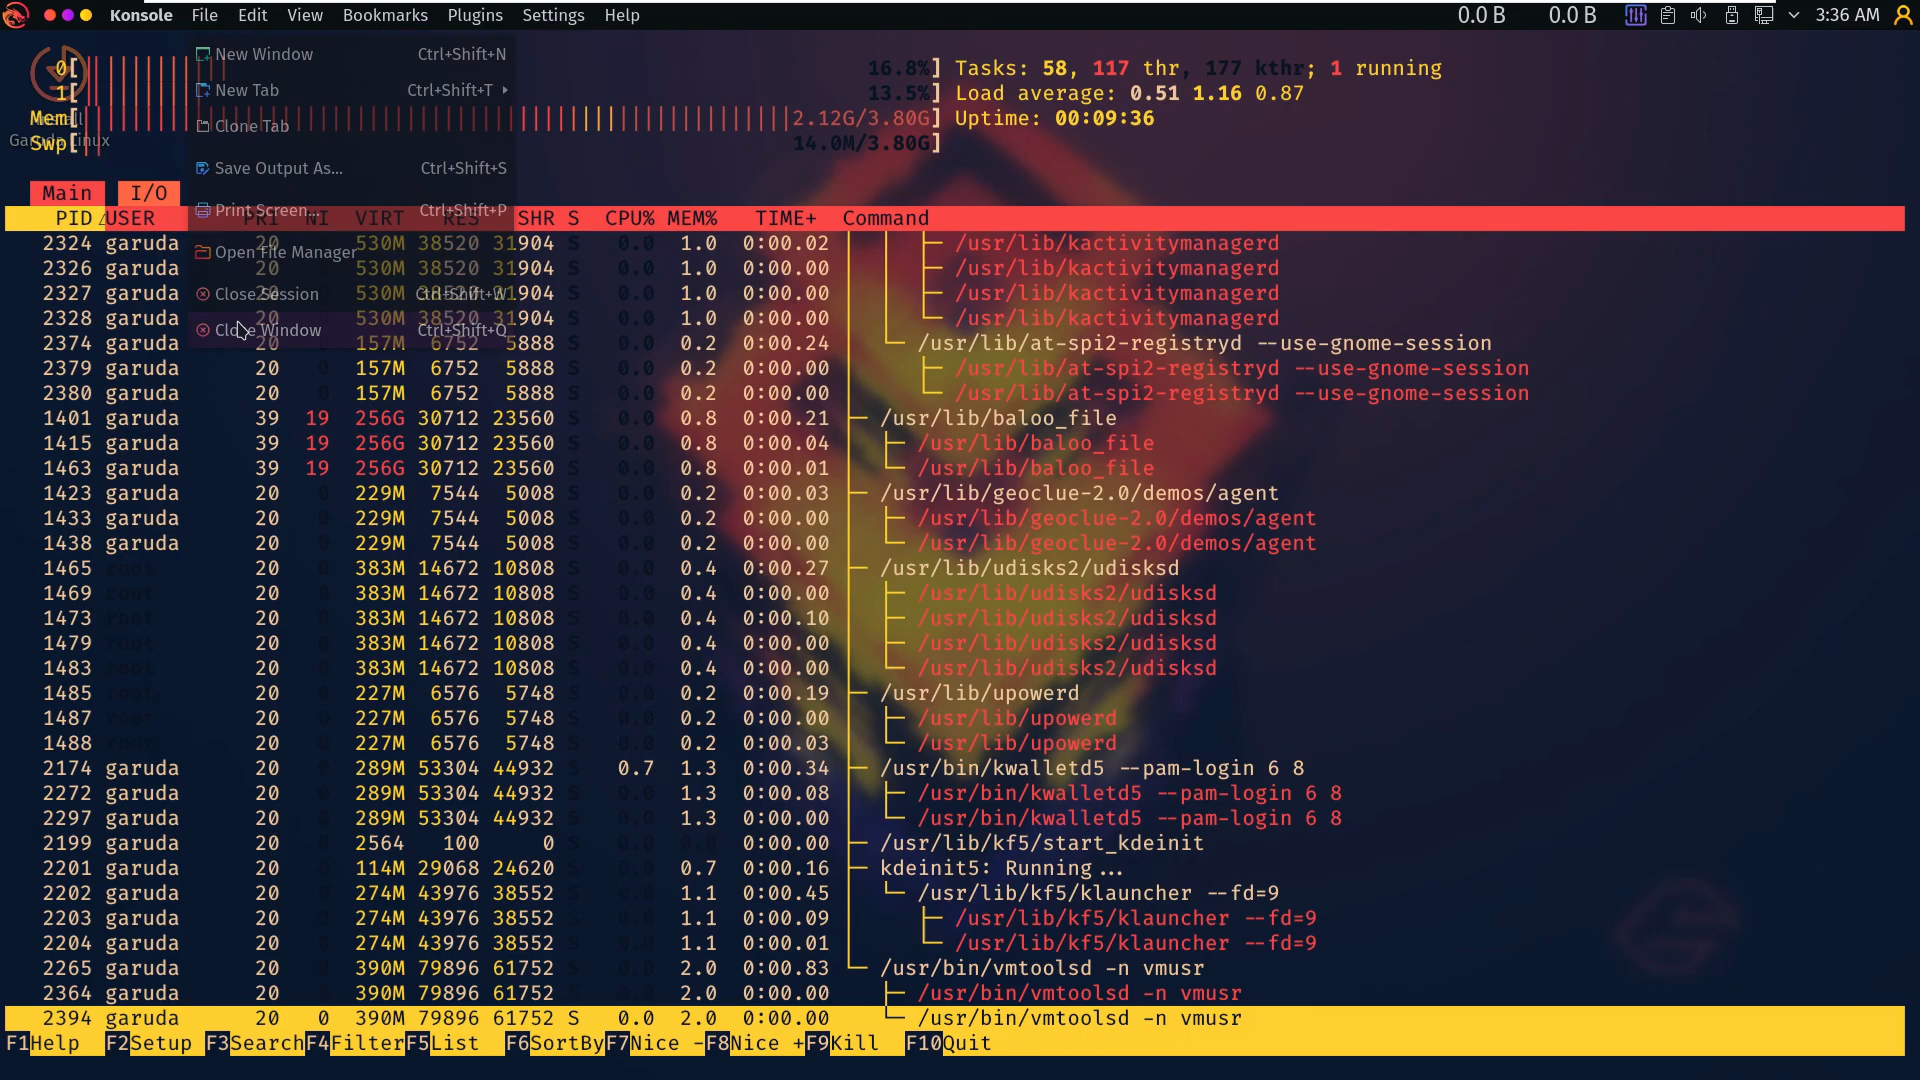 Konsole File Edit View Bookmarks Plugins Settings Help 0.0 B 0.0 B 3:36 AM
New Window Ctrl+Shift+N
New Tab Ctrl+Shift+T
Clone Tab
Save Output As... Ctrl+Shift+S
Print Screen... Ctrl+Shift+P
Open File Manager
Close Session Ctrl+Shift+W
Close Window Ctrl+Shift+Q
Garuda Linux
0[ 16.8%] Tasks: 58, 117 thr, 177 kthr; 1 running
1[ 13.5%] Load average: 0.51 1.16 0.87
Mem[ 2.12G/3.80G] Uptime: 00:09:36
Swp[ 14.0M/3.80G]
Main I/O
PID△USER PRI NI VIRT RES SHR S CPU% MEM% TIME+ Command
2324 garuda 20 530M 38520 31904 S 0.0 1.0 0:00.02 ├─ /usr/lib/kactivitymanagerd
2326 garuda 20 530M 38520 31904 S 0.0 1.0 0:00.00 ├─ /usr/lib/kactivitymanagerd
2327 garuda 20 530M 38520 31904 S 0.0 1.0 0:00.00 ├─ /usr/lib/kactivitymanagerd
2328 garuda 20 530M 38520 31904 S 0.0 1.0 0:00.00 └─ /usr/lib/kactivitymanagerd
2374 garuda 20 157M 6752 5888 S 0.0 0.2 0:00.24 └─ /usr/lib/at-spi2-registryd --use-gnome-session
2379 garuda 20 0 157M 6752 5888 S 0.0 0.2 0:00.00 ├─ /usr/lib/at-spi2-registryd --use-gnome-session
2380 garuda 20 0 157M 6752 5888 S 0.0 0.2 0:00.00 └─ /usr/lib/at-spi2-registryd --use-gnome-session
1401 garuda 39 19 256G 30712 23560 S 0.0 0.8 0:00.21 ├─ /usr/lib/baloo_file
1415 garuda 39 19 256G 30712 23560 S 0.0 0.8 0:00.04 ├─ /usr/lib/baloo_file
1463 garuda 39 19 256G 30712 23560 S 0.0 0.8 0:00.01 └─ /usr/lib/baloo_file
1423 garuda 20 0 229M 7544 5008 S 0.0 0.2 0:00.03 ├─ /usr/lib/geoclue-2.0/demos/agent
1433 garuda 20 0 229M 7544 5008 S 0.0 0.2 0:00.00 ├─ /usr/lib/geoclue-2.0/demos/agent
1438 garuda 20 0 229M 7544 5008 S 0.0 0.2 0:00.00 └─ /usr/lib/geoclue-2.0/demos/agent
1465 root 20 0 383M 14672 10808 S 0.0 0.4 0:00.27 ├─ /usr/lib/udisks2/udisksd
1469 root 20 0 383M 14672 10808 S 0.0 0.4 0:00.00 ├─ /usr/lib/udisks2/udisksd
1473 root 20 0 383M 14672 10808 S 0.0 0.4 0:00.10 ├─ /usr/lib/udisks2/udisksd
1479 root 20 0 383M 14672 10808 S 0.0 0.4 0:00.00 ├─ /usr/lib/udisks2/udisksd
1483 root 20 0 383M 14672 10808 S 0.0 0.4 0:00.00 └─ /usr/lib/udisks2/udisksd
1485 root 20 0 227M 6576 5748 S 0.0 0.2 0:00.19 ├─ /usr/lib/upowerd
1487 root 20 0 227M 6576 5748 S 0.0 0.2 0:00.00 ├─ /usr/lib/upowerd
1488 root 20 0 227M 6576 5748 S 0.0 0.2 0:00.03 └─ /usr/lib/upowerd
2174 garuda 20 0 289M 53304 44932 S 0.7 1.3 0:00.34 ├─ /usr/bin/kwalletd5 --pam-login 6 8
2272 garuda 20 0 289M 53304 44932 S 0.0 1.3 0:00.08 ├─ /usr/bin/kwalletd5 --pam-login 6 8
2297 garuda 20 0 289M 53304 44932 S 0.0 1.3 0:00.00 └─ /usr/bin/kwalletd5 --pam-login 6 8
2199 garuda 20 0 2564 100 0 S 0.0 0.0 0:00.00 ├─ /usr/lib/kf5/start_kdeinit
2201 garuda 20 0 114M 29068 24620 S 0.0 0.7 0:00.16 ├─ kdeinit5: Running...
2202 garuda 20 0 274M 43976 38552 S 0.0 1.1 0:00.45 └─ /usr/lib/kf5/klauncher --fd=9
2203 garuda 20 0 274M 43976 38552 S 0.0 1.1 0:00.09 ├─ /usr/lib/kf5/klauncher --fd=9
2204 garuda 20 0 274M 43976 38552 S 0.0 1.1 0:00.01 └─ /usr/lib/kf5/klauncher --fd=9
2265 garuda 20 0 390M 79896 61752 S 0.0 2.0 0:00.83 └─ /usr/bin/vmtoolsd -n vmusr
2364 garuda 20 0 390M 79896 61752 S 0.0 2.0 0:00.00 ├─ /usr/bin/vmtoolsd -n vmusr
2394 garuda 20 0 390M 79896 61752 S 0.0 2.0 0:00.00 └─ /usr/bin/vmtoolsd -n vmusr
F1Help F2Setup F3SearchF4FilterF5List F6SortByF7Nice -F8Nice +F9Kill F10Quit